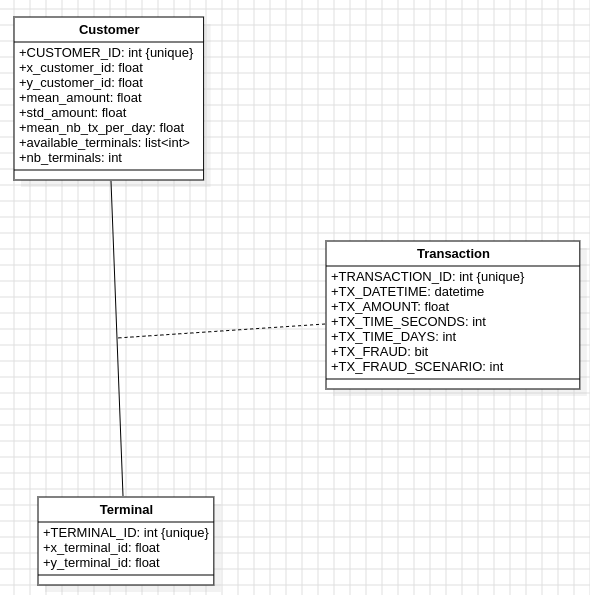 Customer
+CUSTOMER_ID: int {unique}
+x_customer_id: float
+y_customer_id: float
+mean_amount: float
+std_amount: float
+mean_nb_tx_per_day: float
+available_terminals: list<int>
+nb_terminals: int
Transaction
+TRANSACTION_ID: int {unique}
+TX_DATETIME: datetime
+TX_AMOUNT: float
+TX_TIME_SECONDS: int
+TX_TIME_DAYS: int
+TX_FRAUD: bit
+TX_FRAUD_SCENARIO: int
Terminal
+TERMINAL_ID: int {unique}
+x_terminal_id: float
+y_terminal_id: float